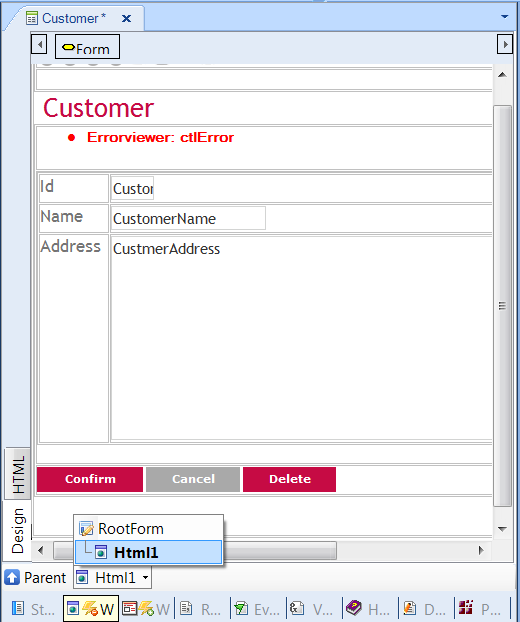 Customer *
Form
Customer
Errorviewer: ctlError
Id
Custor
Name
CustomerName
Address
CustmerAddress
HTML
Design
Confirm
Cancel
Delete
RootForm
Html1
Parent
Html1
St...
W
W
R...
Ev...
V...
H...
D...
P...